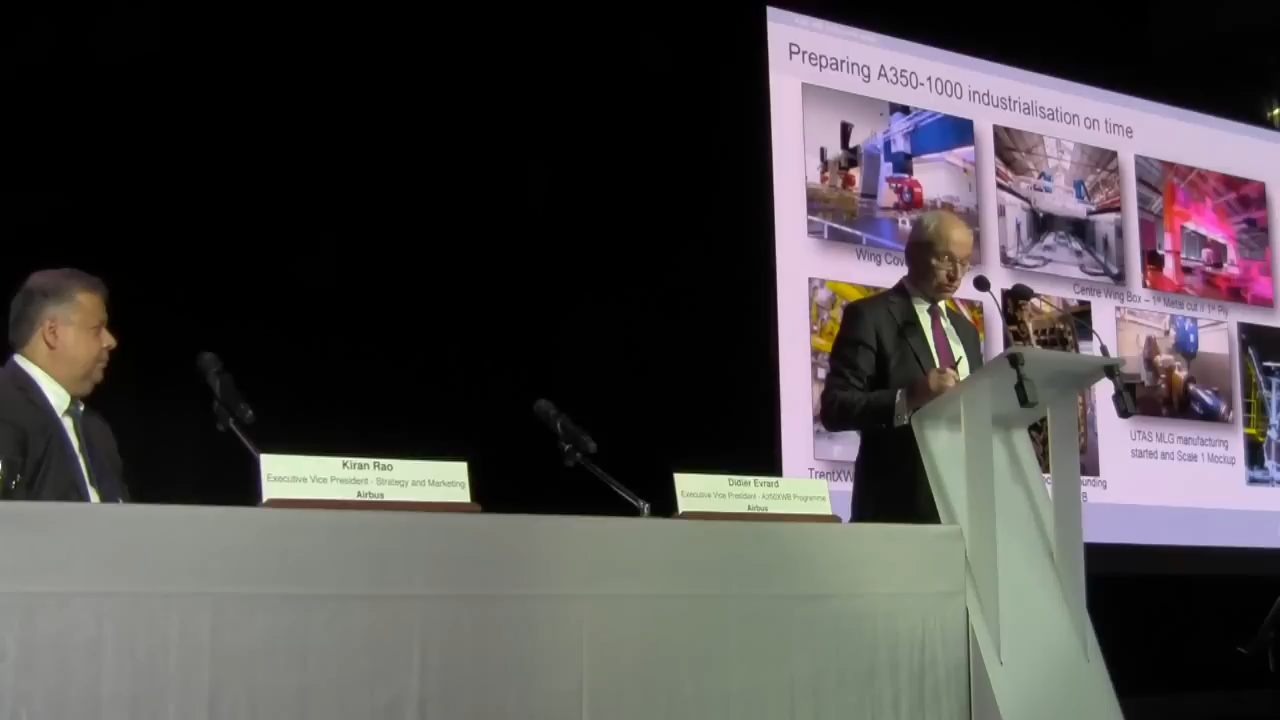 Preparing A350-1000 industrialisation on time
Wing Cov
Centre Wing Box – 1st Metal cut // 1st Ply
TrentXW
UTAS MLG manufacturing
started and Scale 1 Mockup
unding
B
Kiran Rao
Executive Vice President - Strategy and Marketing
Airbus
Didier Evrard
Executive Vice President - A350XWB Programme
Airbus